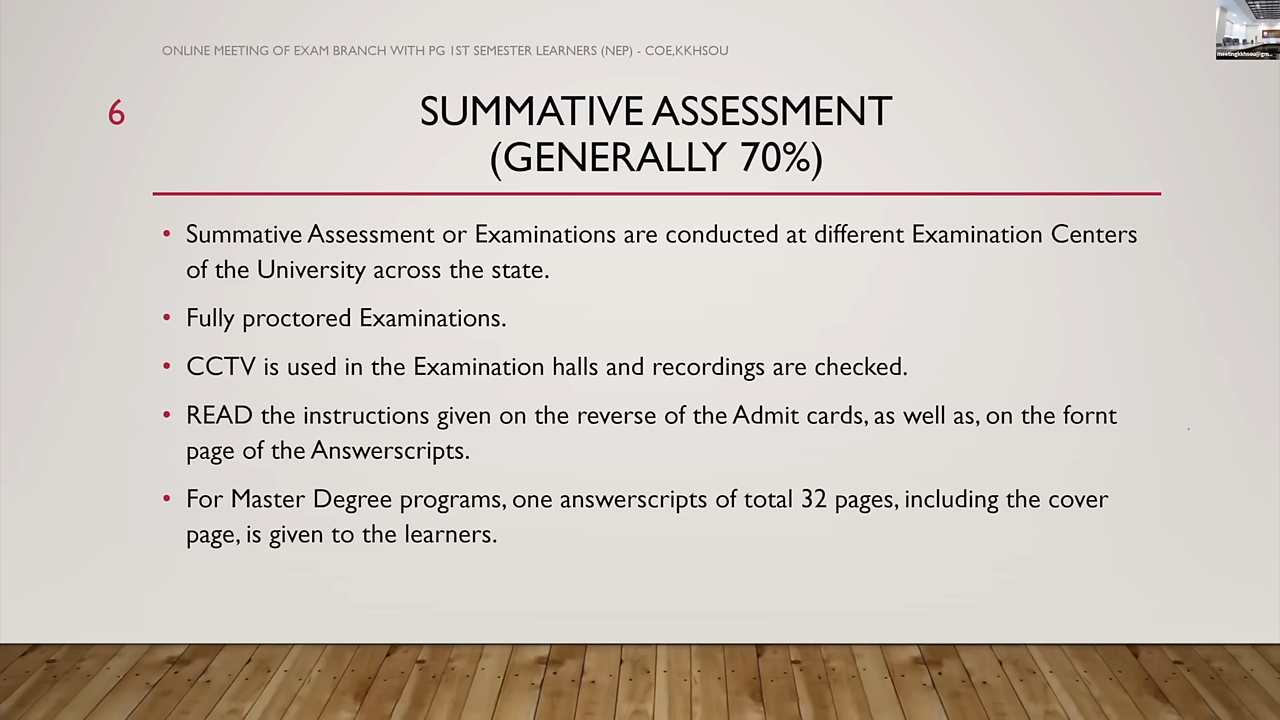 ONLINE MEETING OF EXAM BRANCH WITH PG 1ST SEMESTER LEARNERS (NEP) - COE,KKHSOU
meetingkkhsou@gm...
6
SUMMATIVE ASSESSMENT
(GENERALLY 70%)
• Summative Assessment or Examinations are conducted at different Examination Centers
of the University across the state.
• Fully proctored Examinations.
• CCTV is used in the Examination halls and recordings are checked.
• READ the instructions given on the reverse of the Admit cards, as well as, on the fornt
page of the Answerscripts.
• For Master Degree programs, one answerscripts of total 32 pages, including the cover
page, is given to the learners.